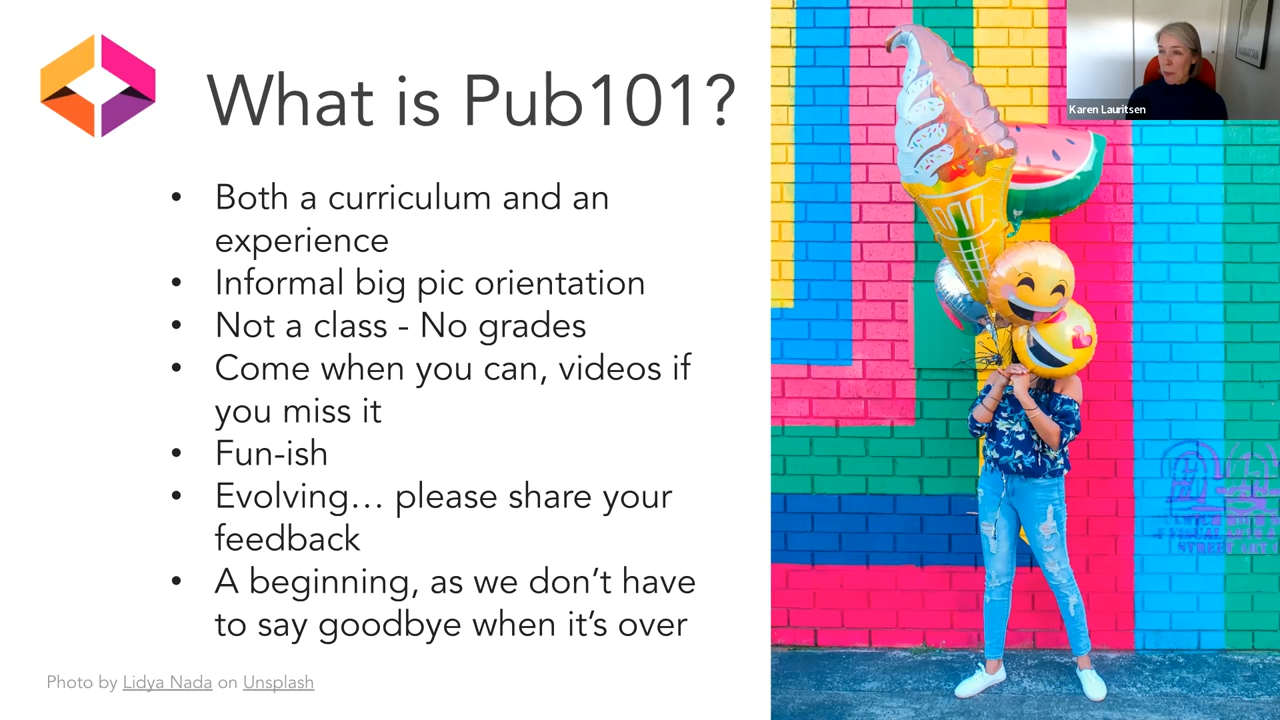 What is Pub101?
Karen Lauritsen
• Both a curriculum and an
experience
• Informal big pic orientation
• Not a class - No grades
• Come when you can, videos if
you miss it
• Fun-ish
• Evolving… please share your
feedback
• A beginning, as we don’t have
to say goodbye when it’s over
Photo by Lidya Nada on Unsplash